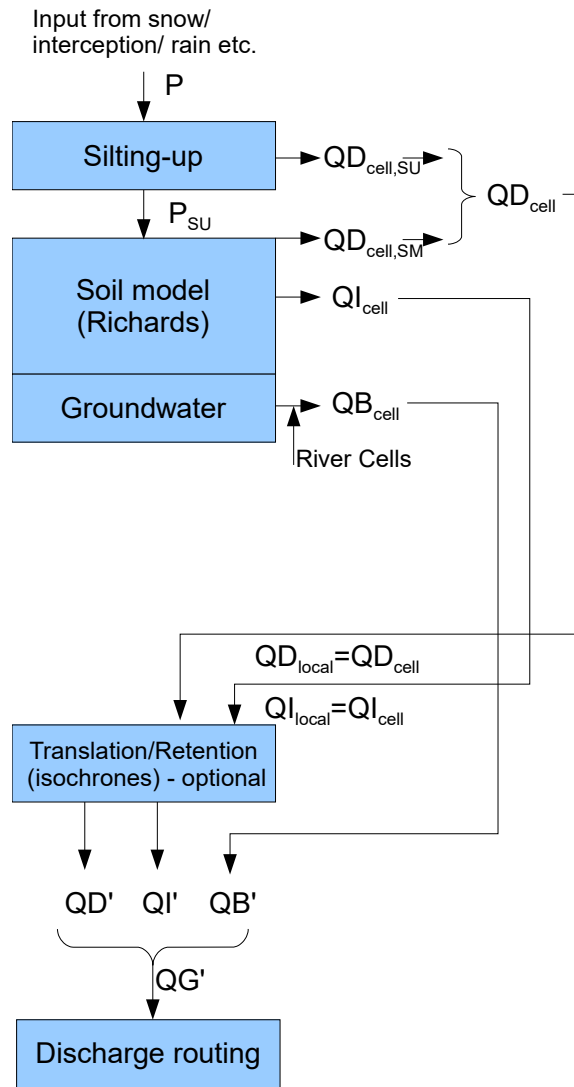 Input from snow/
interception/ rain etc.
P
Silting-up
QDcell,SU
QDcell
PSU
QDcell,SM
Soil model
(Richards)
QIcell
Groundwater
QBcell
River Cells
QDlocal=QDcell
QIlocal=QIcell
Translation/Retention
(isochrones) - optional
QD' QI' QB'
QG'
Discharge routing